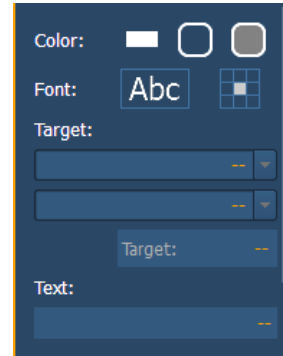 Color:
Font: Abc
Target:
--
--
Target: --
Text:
--